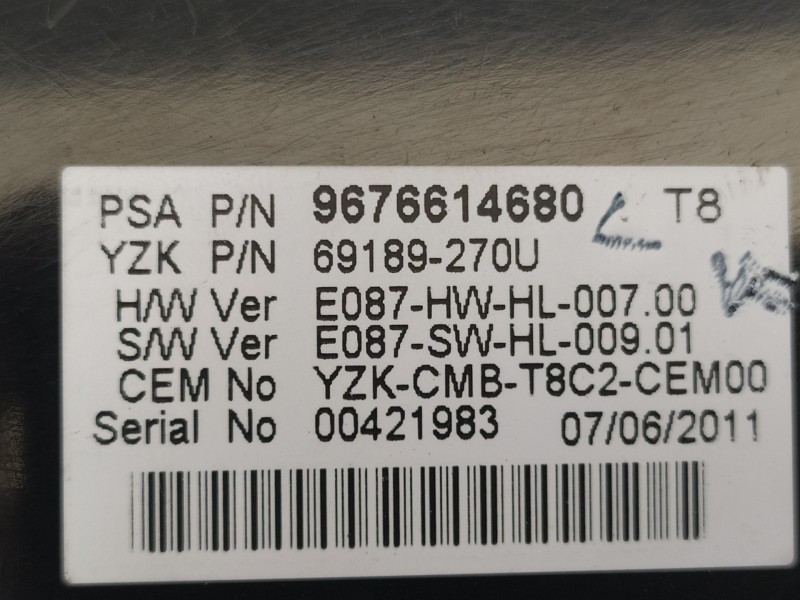 PSA P/N 9676614680 T8
YZK P/N 69189-270U
H/W Ver E087-HW-HL-007.00
S/W Ver E087-SW-HL-009.01
CEM No YZK-CMB-T8C2-CEM00
Serial No 00421983 07/06/2011